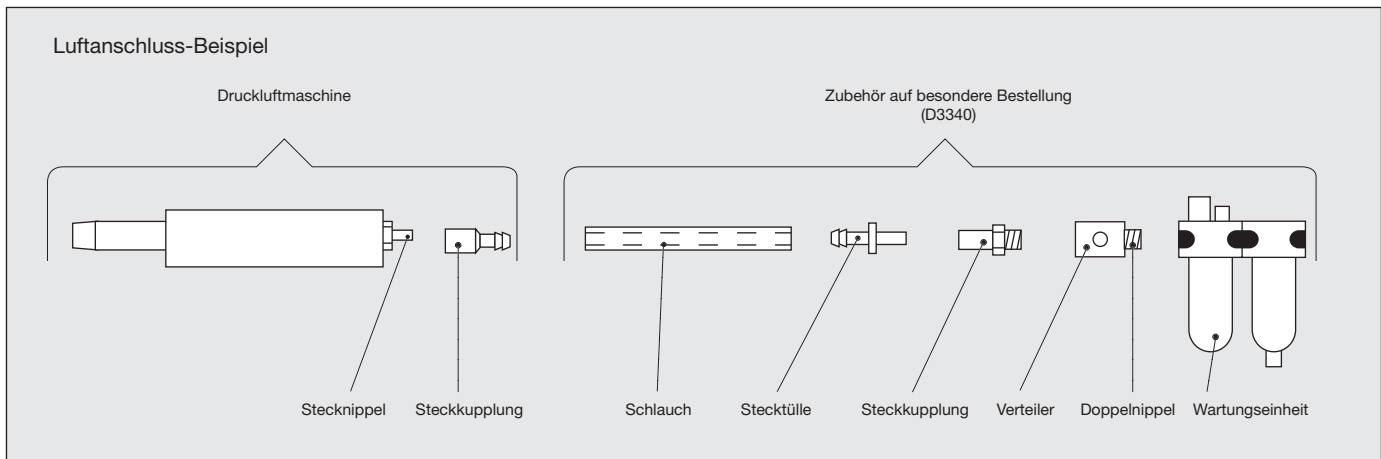 Luftanschluss-Beispiel
Druckluftmaschine
Zubehör auf besondere Bestellung
(D3340)
Stecknippel
Steckkupplung
Schlauch
Stecktülle
Steckkupplung
Verteiler
Doppelnippel
Wartungseinheit